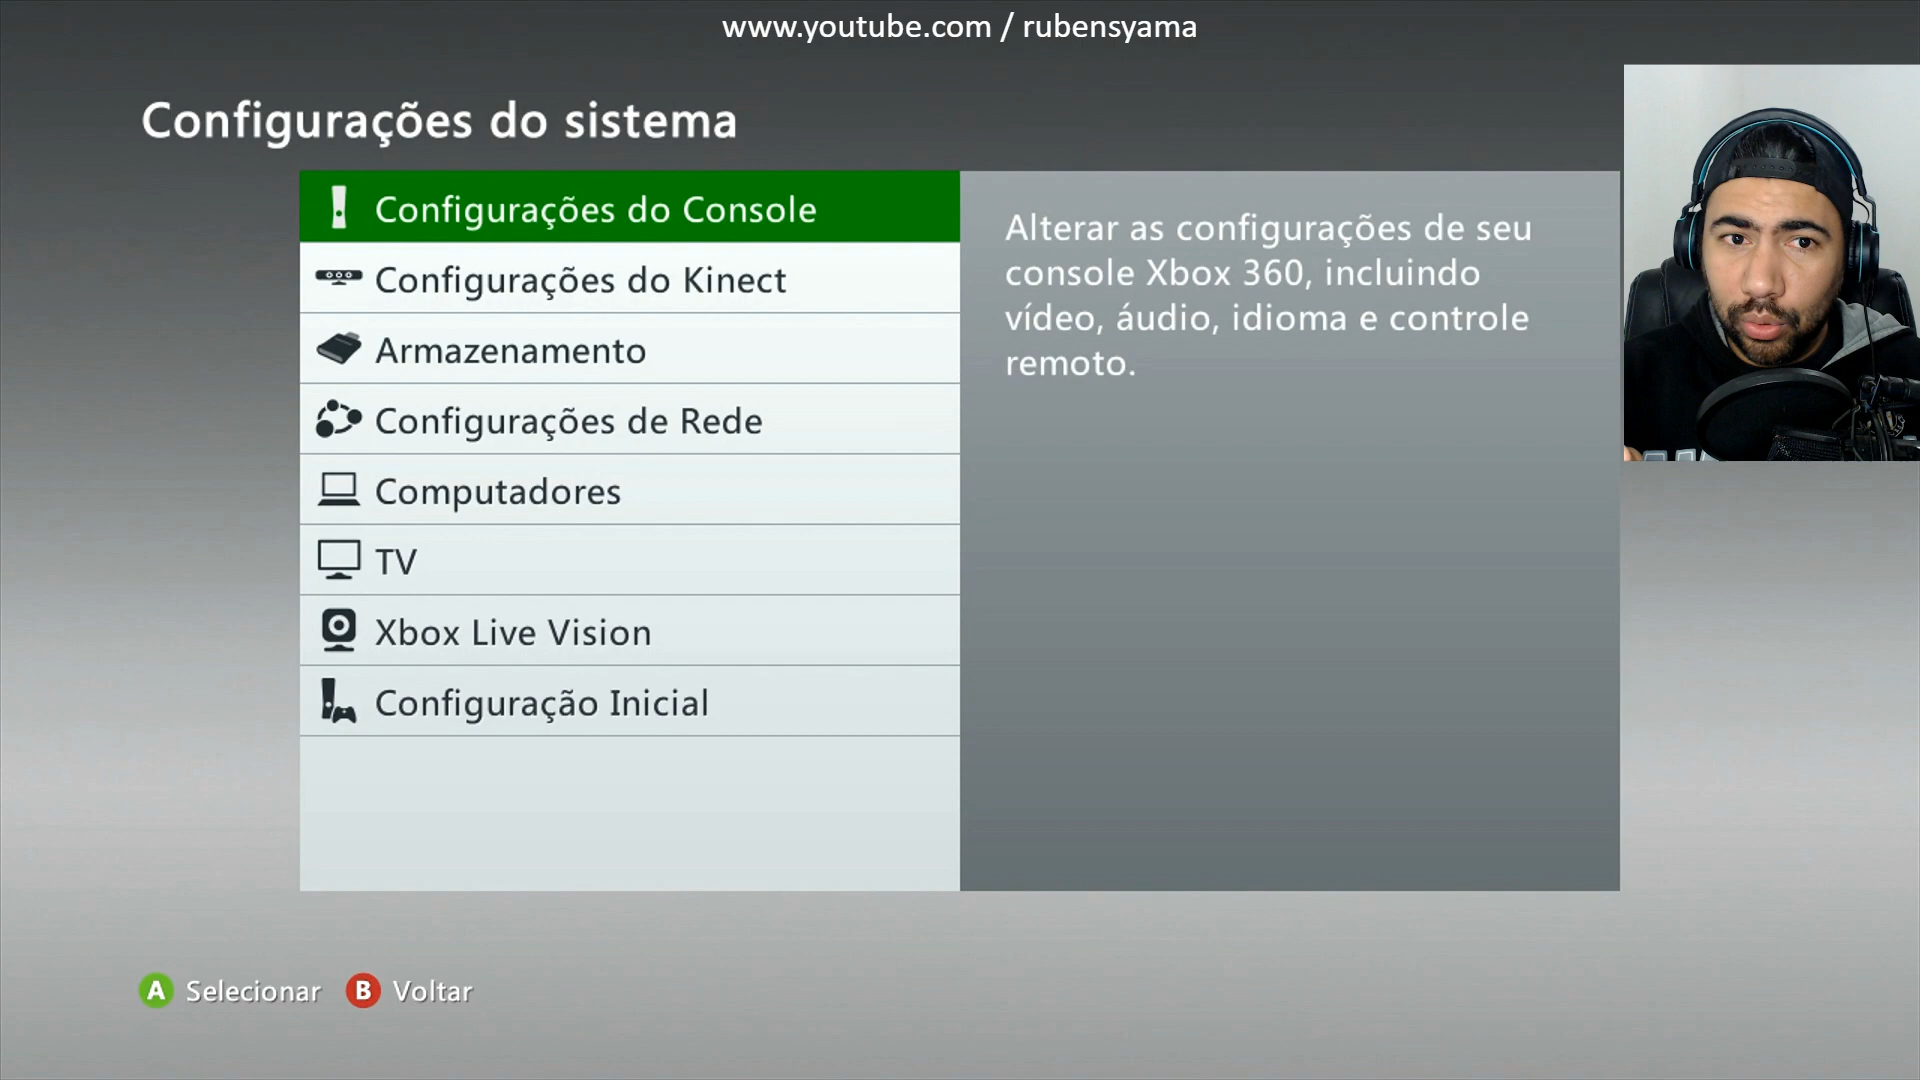 www.youtube.com / rubensyama
Configurações do sistema
Configurações do Console
Configurações do Kinect
Armazenamento
Configurações de Rede
Computadores
TV
Xbox Live Vision
Configuração Inicial
Alterar as configurações de seu
console Xbox 360, incluindo
vídeo, áudio, idioma e controle
remoto.
A Selecionar B Voltar